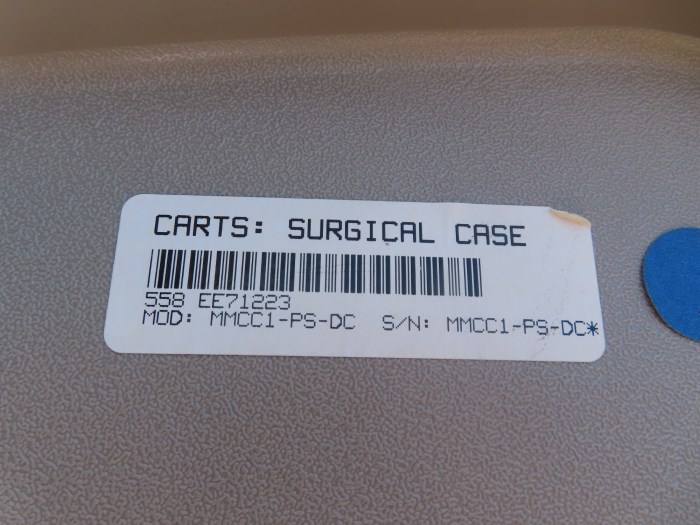 CARTS: SURGICAL CASE
558 EE71223
MOD: MMCC1-PS-DC S/N: MMCC1-PS-DC*